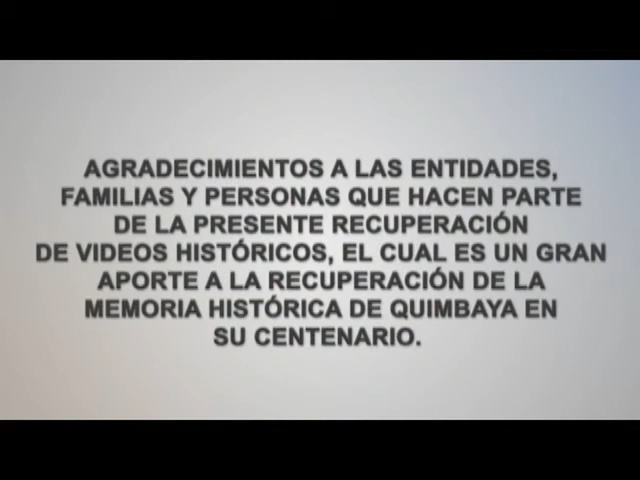 AGRADECIMIENTOS A LAS ENTIDADES,
FAMILIAS Y PERSONAS QUE HACEN PARTE
DE LA PRESENTE RECUPERACIÓN
DE VIDEOS HISTÓRICOS, EL CUAL ES UN GRAN
APORTE A LA RECUPERACIÓN DE LA
MEMORIA HISTÓRICA DE QUIMBAYA EN
SU CENTENARIO.